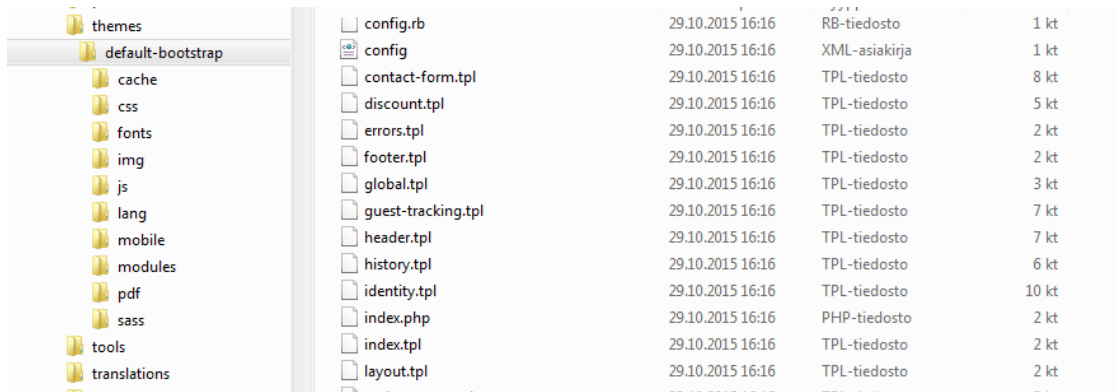 themes
default-bootstrap
cache
css
fonts
img
js
lang
mobile
modules
pdf
sass
tools
translations
config.rb 29.10.2015 16:16 RB-tiedosto 1 kt
config 29.10.2015 16:16 XML-asiakirja 1 kt
contact-form.tpl 29.10.2015 16:16 TPL-tiedosto 8 kt
discount.tpl 29.10.2015 16:16 TPL-tiedosto 5 kt
errors.tpl 29.10.2015 16:16 TPL-tiedosto 2 kt
footer.tpl 29.10.2015 16:16 TPL-tiedosto 2 kt
global.tpl 29.10.2015 16:16 TPL-tiedosto 3 kt
guest-tracking.tpl 29.10.2015 16:16 TPL-tiedosto 7 kt
header.tpl 29.10.2015 16:16 TPL-tiedosto 7 kt
history.tpl 29.10.2015 16:16 TPL-tiedosto 6 kt
identity.tpl 29.10.2015 16:16 TPL-tiedosto 10 kt
index.php 29.10.2015 16:16 PHP-tiedosto 2 kt
index.tpl 29.10.2015 16:16 TPL-tiedosto 2 kt
layout.tpl 29.10.2015 16:16 TPL-tiedosto 2 kt